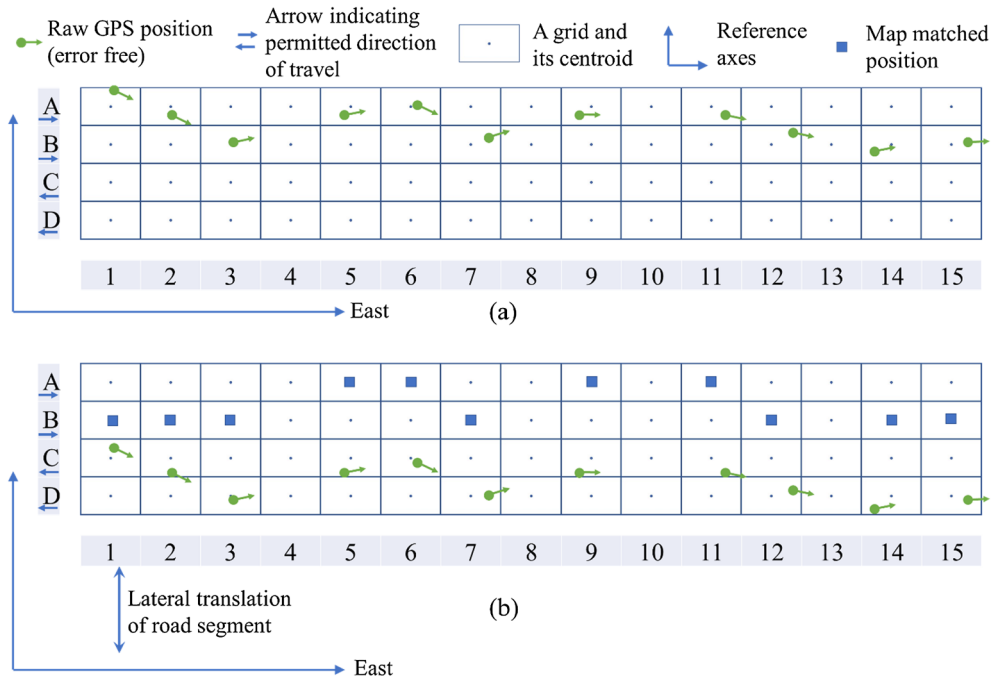 Raw GPS position
(error free)
Arrow indicating
permitted direction
of travel
A grid and
its centroid
Reference
axes
Map matched
position
A
B
C
D
1 2 3 4 5 6 7 8 9 10 11 12 13 14 15
East
(a)
A
B
C
D
1 2 3 4 5 6 7 8 9 10 11 12 13 14 15
Lateral translation
of road segment
(b)
East